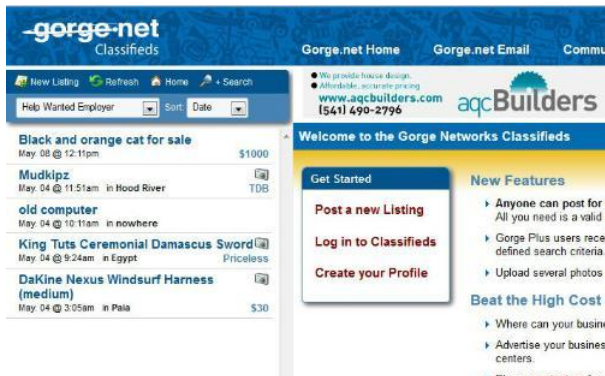 gorge.net
Classifieds
Gorge.net Home Gorge.net Email Commu
New Listing Refresh Home + Search
Help Wanted Employer Sort: Date
We provide house design.
Affordable, accurate pricing
www.aqcbuilders.com
(541) 490-2796
aqcBuilders
Black and orange cat for sale
May. 08 @ 12:11pm $1000
Mudkipz
May. 04 @ 11:51am in Hood River TDB
old computer
May. 04 @ 10:11am in nowhere
King Tuts Ceremonial Damascus Sword
May. 04 @ 9:24am in Egypt Priceless
DaKine Nexus Windsurf Harness
(medium)
May. 04 @ 3:05am in Paia $30
Welcome to the Gorge Networks Classifieds
Get Started
Post a new Listing
Log in to Classifieds
Create your Profile
New Features
Anyone can post for
All you need is a valid
Gorge Plus users rece
defined search criteria.
Upload several photos
Beat the High Cost
Where can your busine
Advertise your busines
centers.